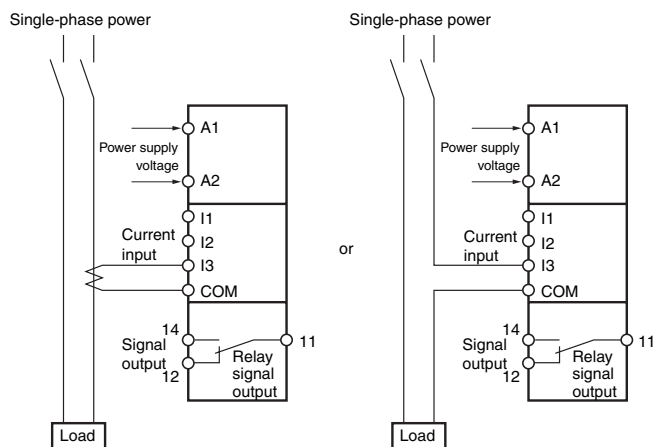 Single-phase power
A1
Power supply
voltage
A2
I1
I2
Current
input
I3
COM
14
Signal
output
12
Relay
signal
output
11
Load
or
Single-phase power
A1
Power supply
voltage
A2
I1
I2
Current
input
I3
COM
14
Signal
output
12
Relay
signal
output
11
Load